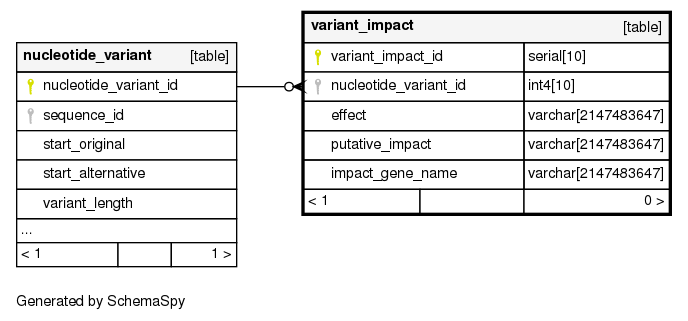 nucleotide_variant [table]
nucleotide_variant_id
sequence_id
start_original
start_alternative
variant_length
...
< 1 1 >
variant_impact [table]
variant_impact_id serial[10]
nucleotide_variant_id int4[10]
effect varchar[2147483647]
putative_impact varchar[2147483647]
impact_gene_name varchar[2147483647]
< 1 0 >
Generated by SchemaSpy